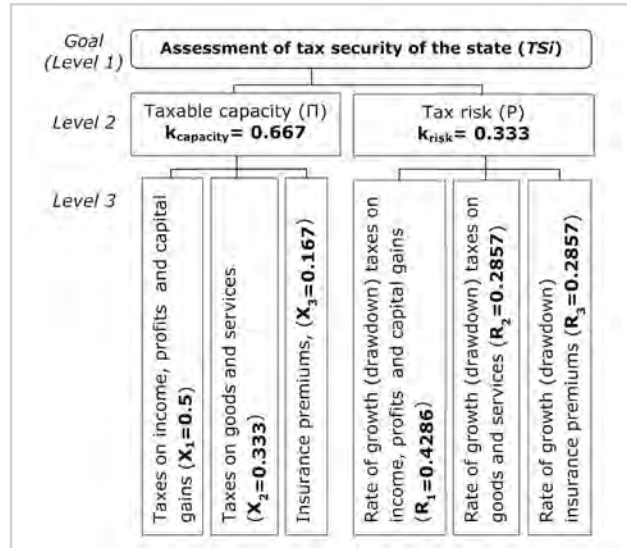 Goal
(Level 1)
Assessment of tax security of the state (TSi)
Level 2
Taxable capacity (П)
k_capacity= 0.667
Tax risk (P)
k_risk= 0.333
Level 3
Taxes on income, profits and capital
gains (X₁=0.5)
Taxes on goods and services.
(X₂=0.333)
Insurance premiums, (X₃=0.167)
Rate of growth (drawdown) taxes on
income, profits and capital gains
(R₁=0.4286)
Rate of growth (drawdown) taxes on
goods and services (R₂=0.2857)
Rate of growth (drawdown)
insurance premiums (R₃=0.2857)